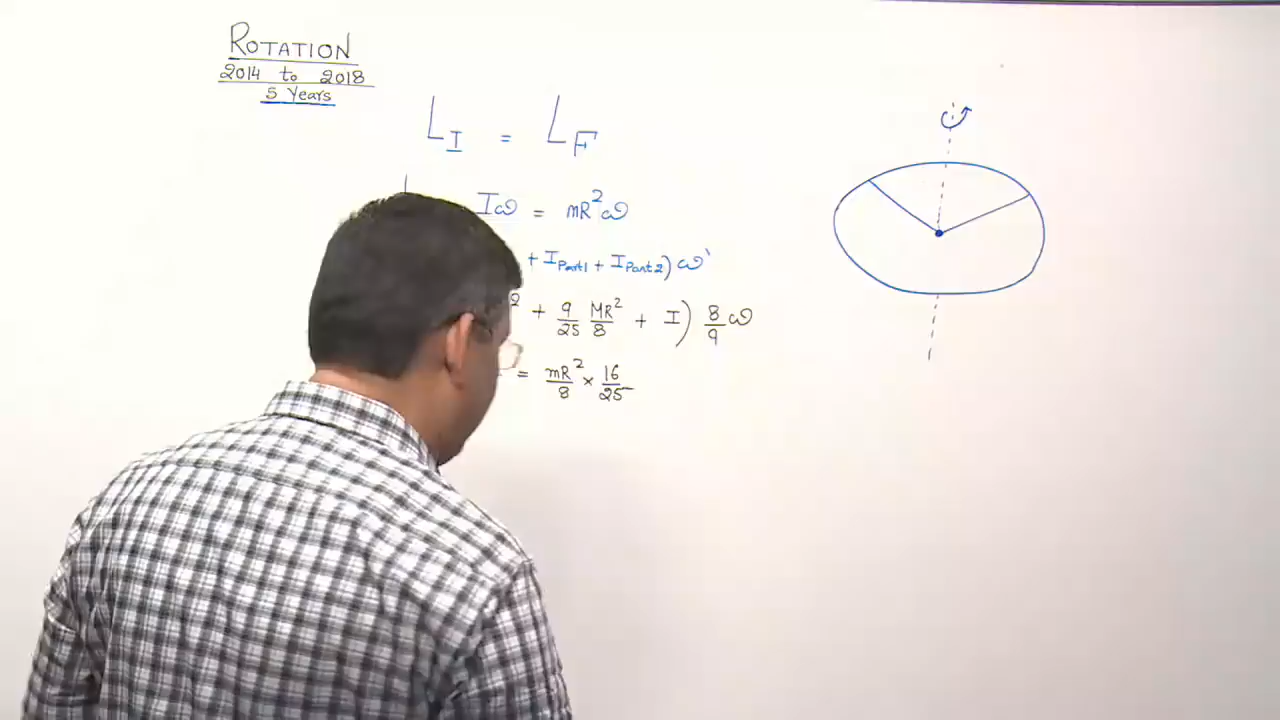 ROTATION
2014 to 2018
5 Years
L_I = L_F
Iω = mR²ω
+ I_Part1 + I_Part2) ω'
² + 9/25 MR²/8 + I) 8/9 ω
= mR²/8 × 16/25